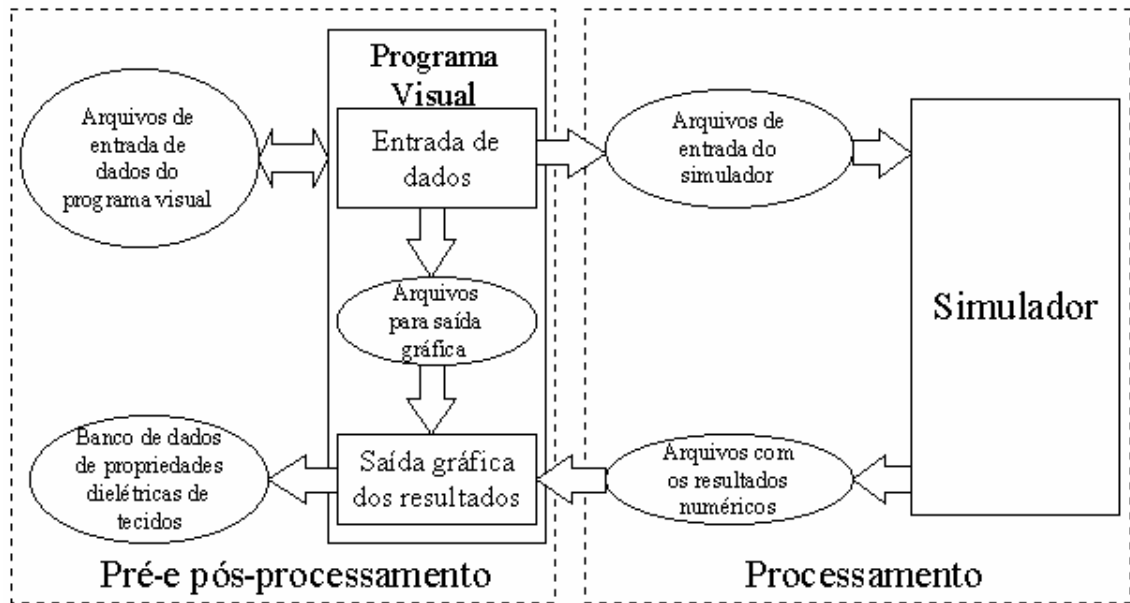 Programa
Visual
Arquivos de
entrada de
dados do
programa visual
Entrada de
dados
Arquivos de
entrada do
simulador
Simulador
Arquivos
para saída
gráfica
Banco de dados
de propriedades
dielétricas de
tecidos
Saída gráfica
dos resultados
Arquivos com
os resultados
numéricos
Pré-e pós-processamento
Processamento